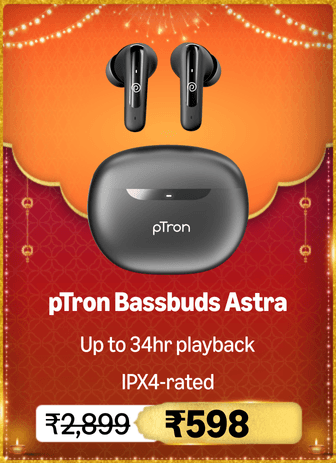 pTron
pTron Bassbuds Astra
Up to 34hr playback
IPX4-rated
₹2,899 ₹598